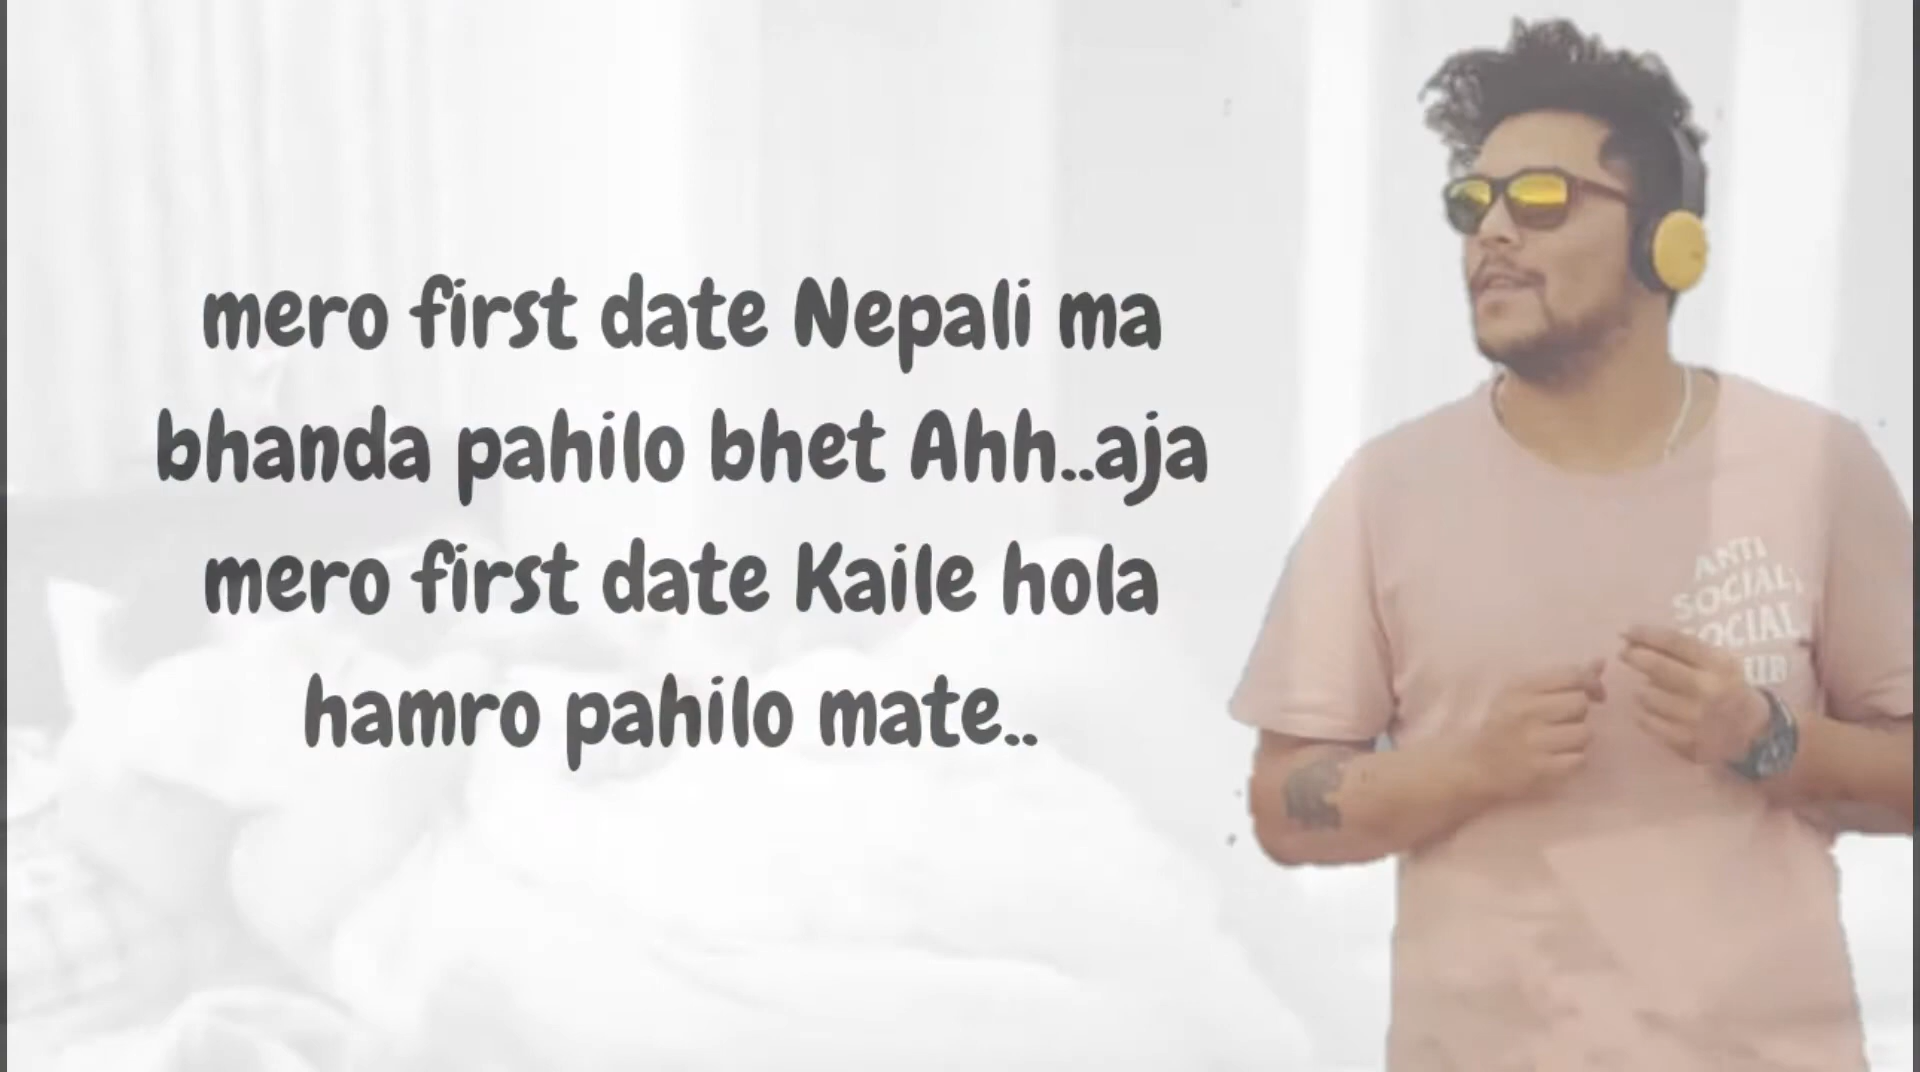 mero first date Nepali ma
bhanda pahilo bhet Ahh..aja
mero first date Kaile hola
hamro pahilo mate..
ANTI
SOCIAL
SOCIAL